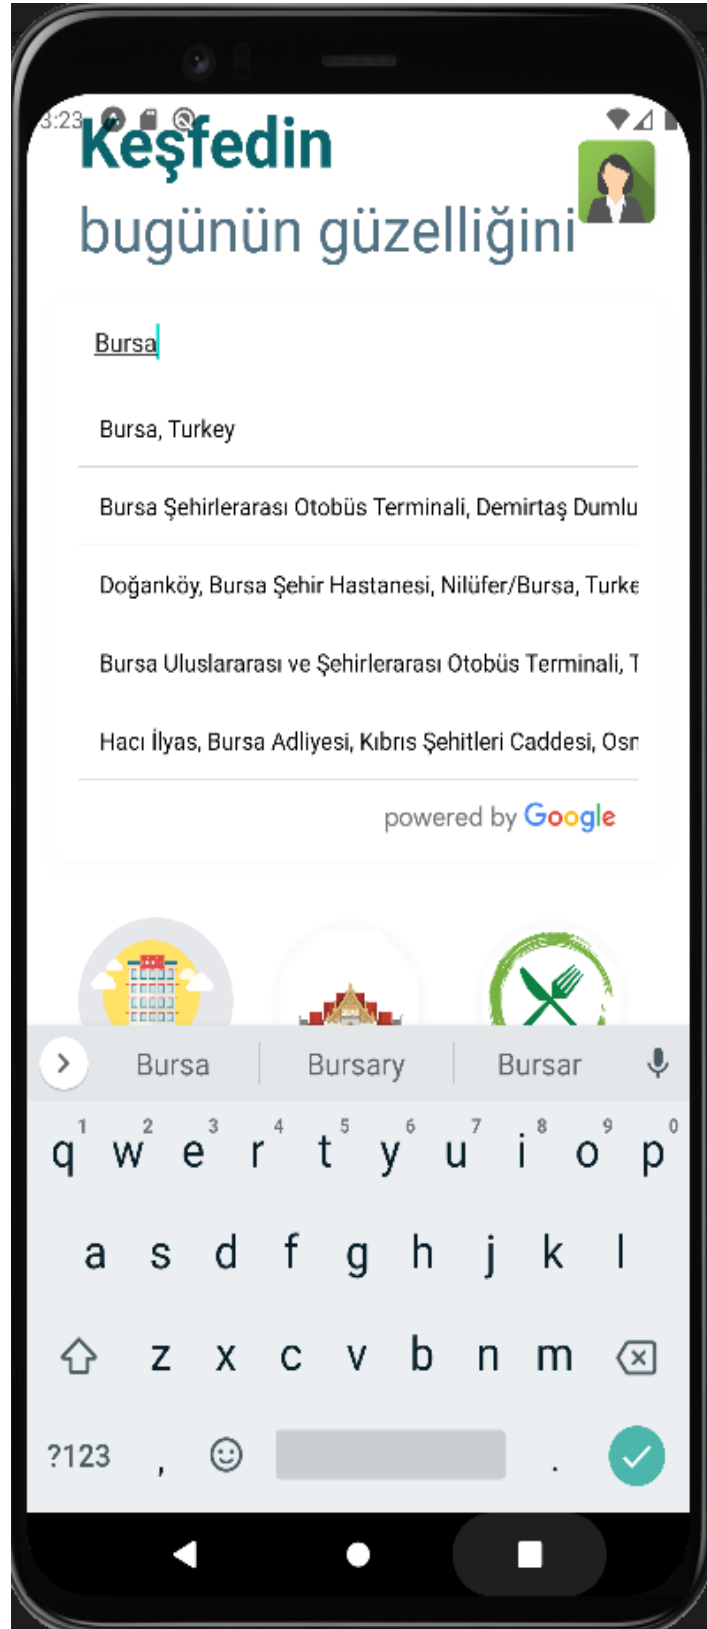 3:23
Keşfedin
bugünün güzelliğini
Bursa
Bursa, Turkey
Bursa Şehirlerarası Otobüs Terminali, Demirtaş Dumlu
Doğanköy, Bursa Şehir Hastanesi, Nilüfer/Bursa, Turke
Bursa Uluslararası ve Şehirlerarası Otobüs Terminali, T
Hacı İlyas, Bursa Adliyesi, Kıbrıs Şehitleri Caddesi, Osn
powered by Google
Bursa Bursary Bursar
1 2 3 4 5 6 7 8 9 0
q w e r t y u i o p
a s d f g h j k l
z x c v b n m
?123 , .